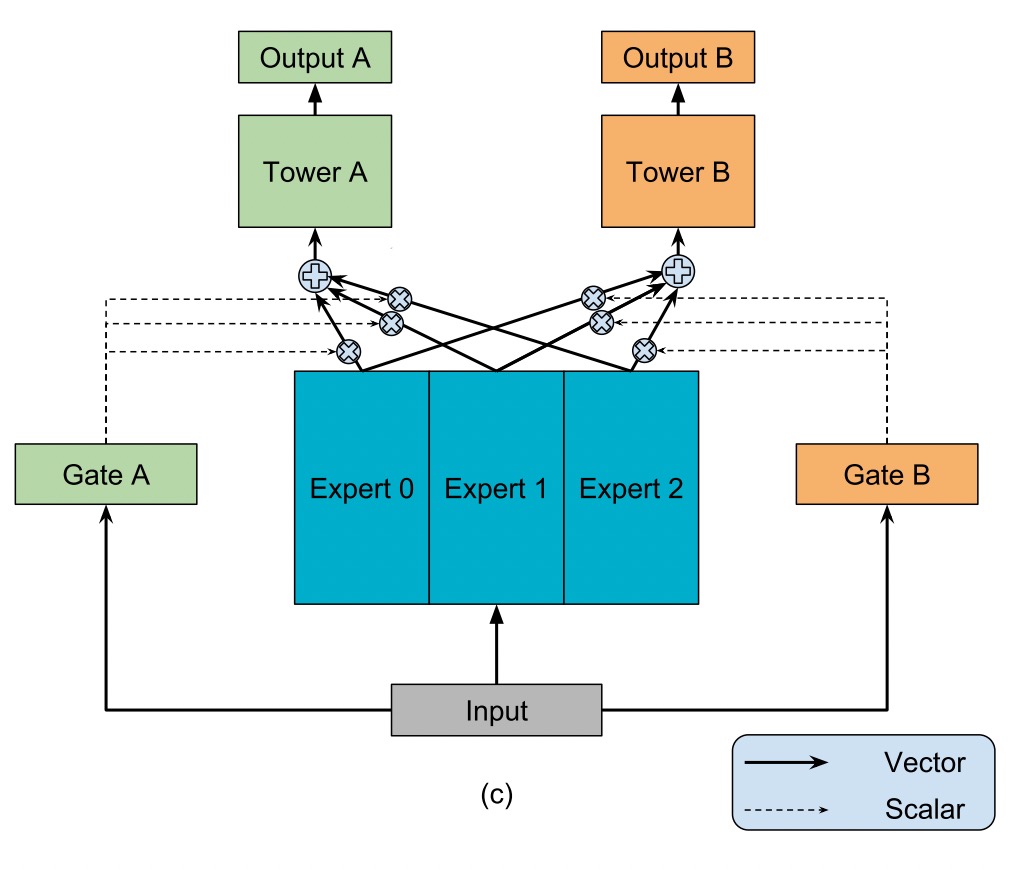 Output A
Output B
Tower A
Tower B
Gate A
Expert 0
Expert 1
Expert 2
Gate B
Input
Vector
(c)
Scalar